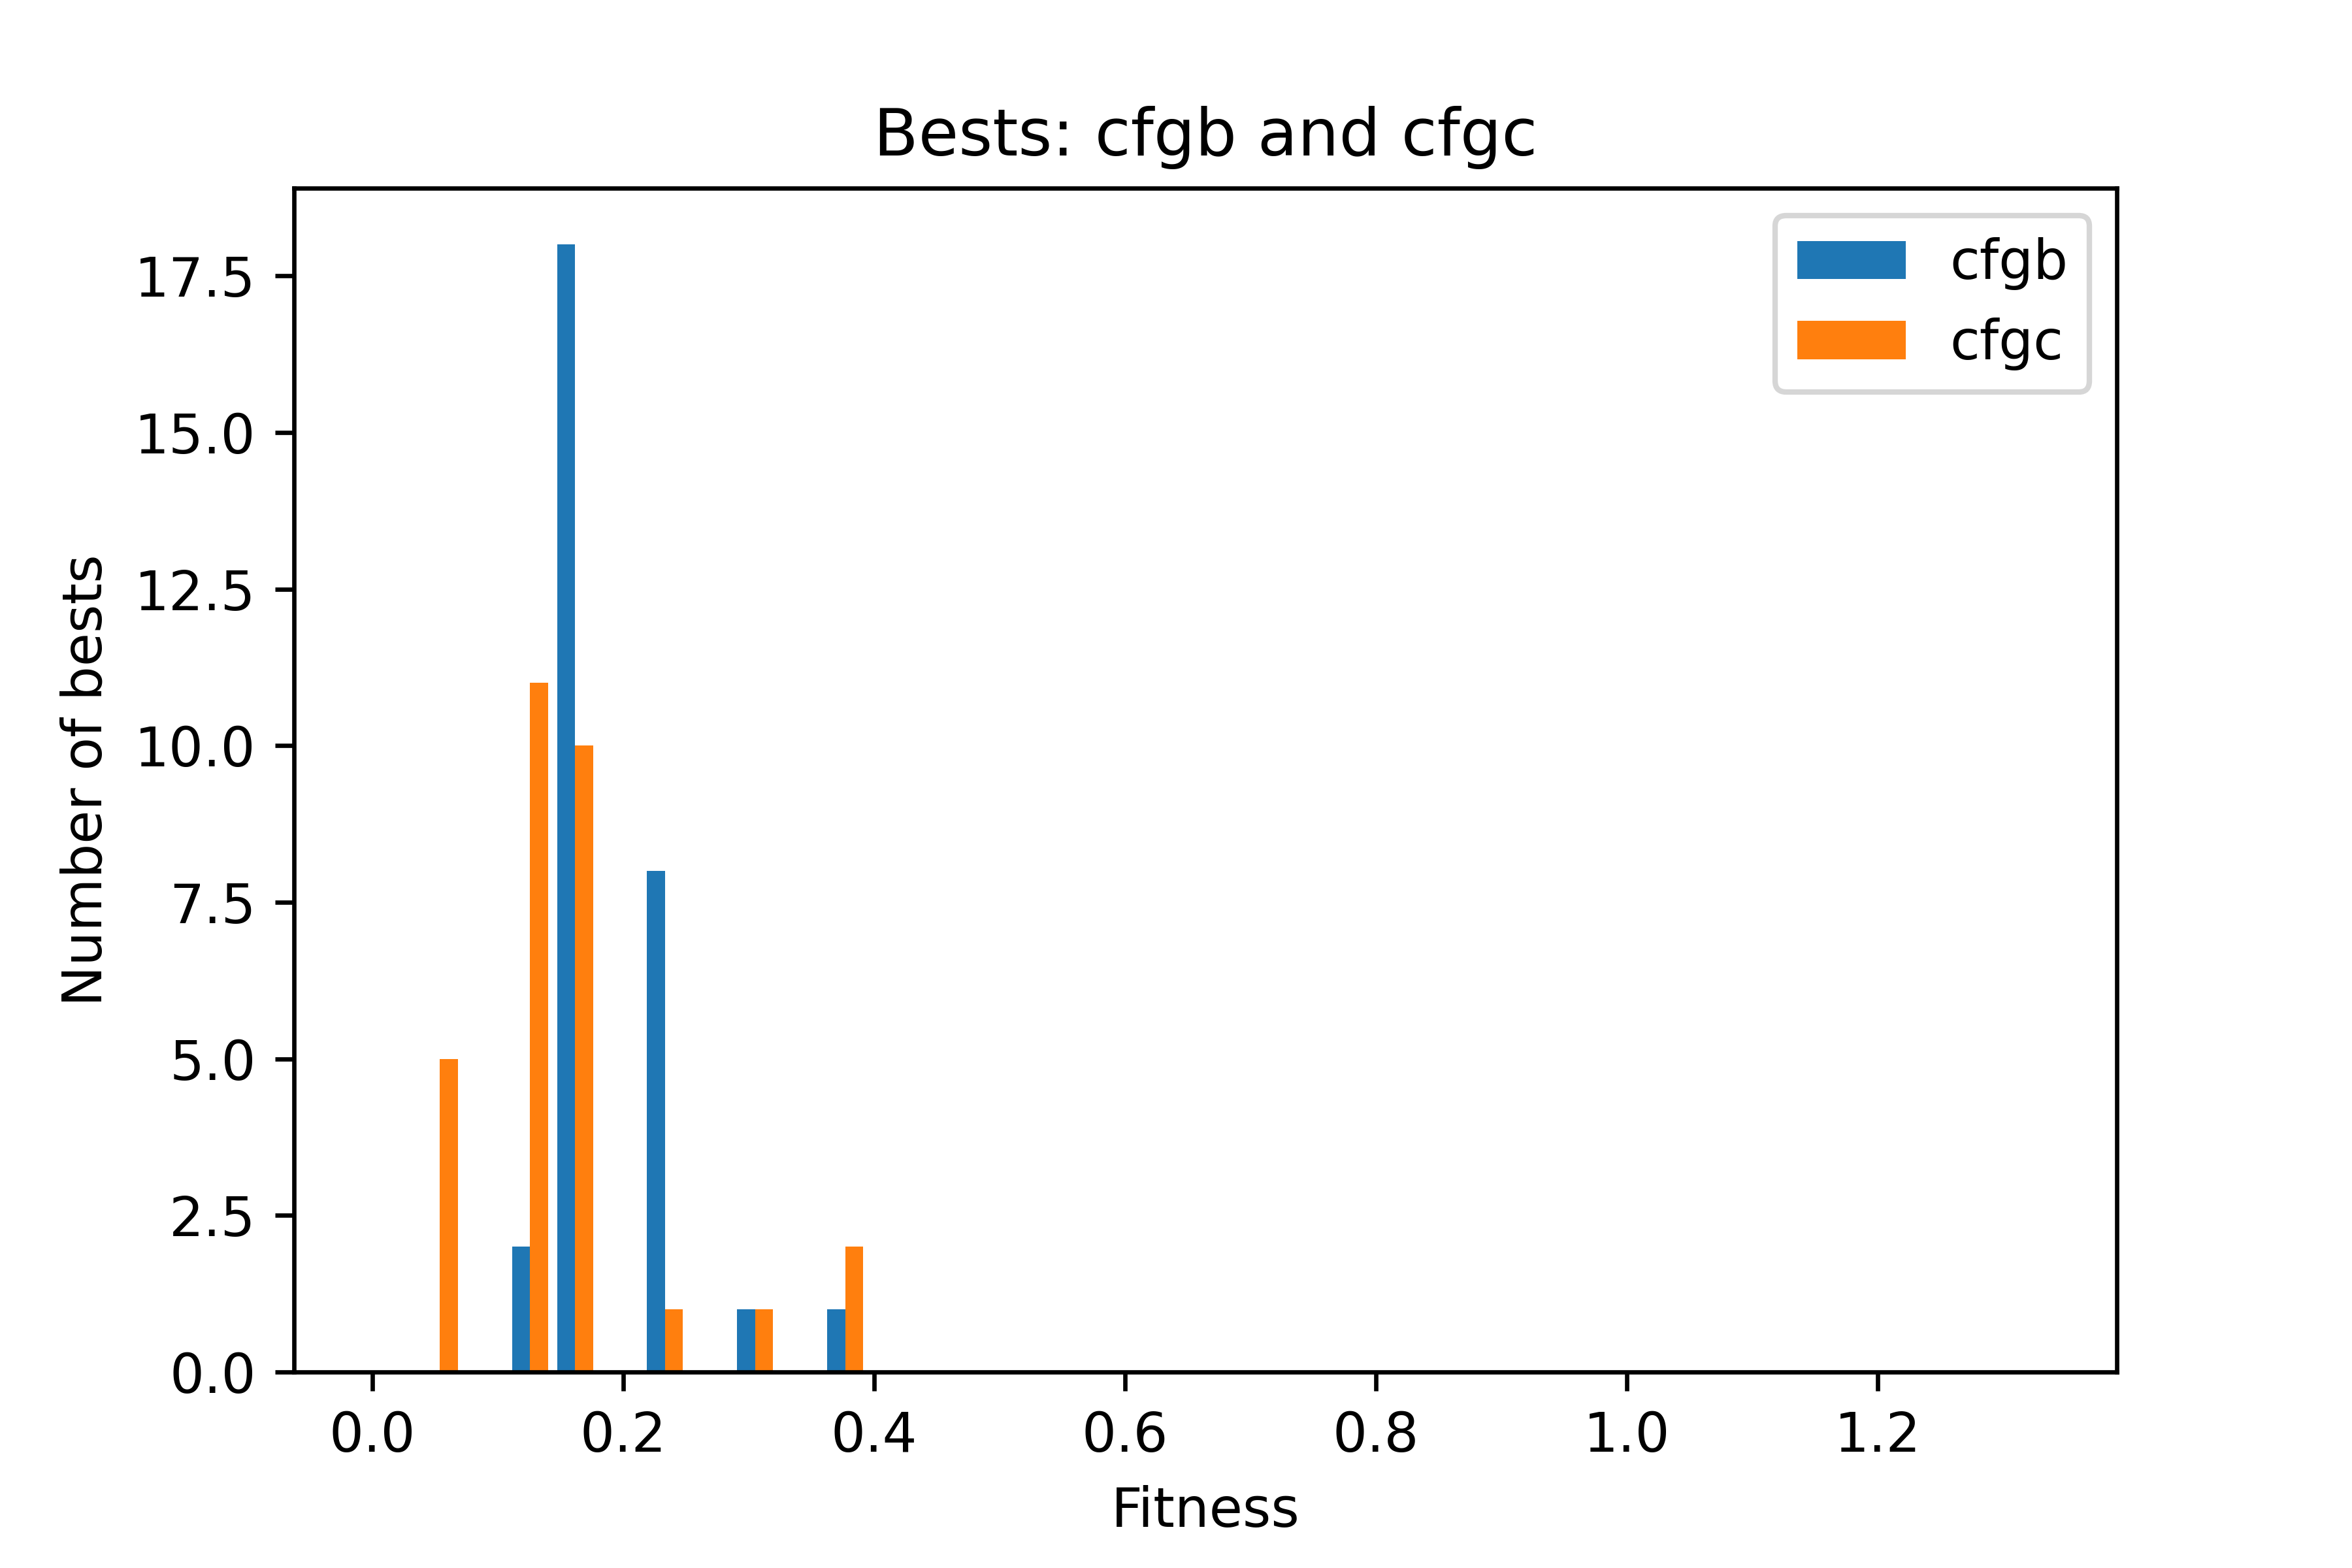 Bests: cfgb and cfgc
cfgb
cfgc
17.5
15.0
12.5
10.0
7.5
5.0
2.5
0.0
Number of bests
0.0 0.2 0.4 0.6 0.8 1.0 1.2
Fitness